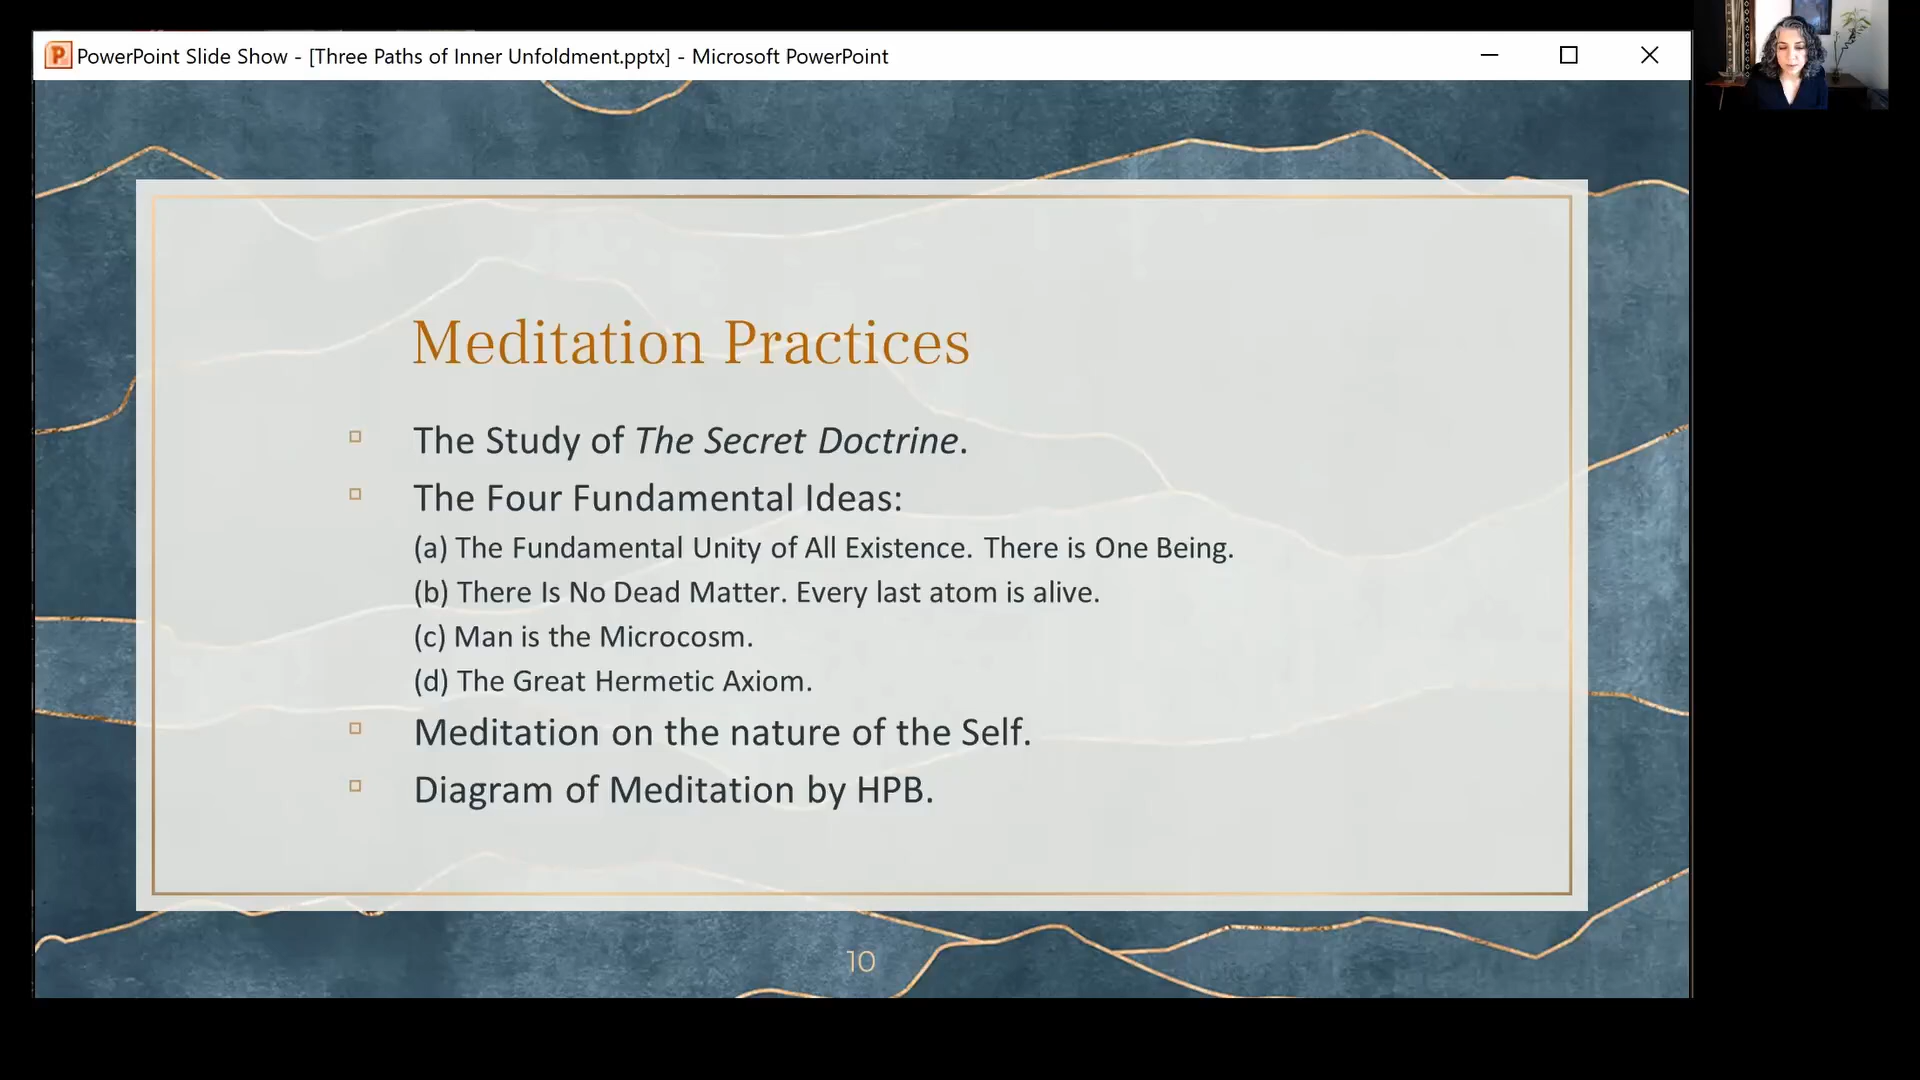 PowerPoint Slide Show - [Three Paths of Inner Unfoldment.pptx] - Microsoft PowerPoint
Meditation Practices
The Study of The Secret Doctrine.
The Four Fundamental Ideas:
(a) The Fundamental Unity of All Existence. There is One Being.
(b) There Is No Dead Matter. Every last atom is alive.
(c) Man is the Microcosm.
(d) The Great Hermetic Axiom.
Meditation on the nature of the Self.
Diagram of Meditation by HPB.
10